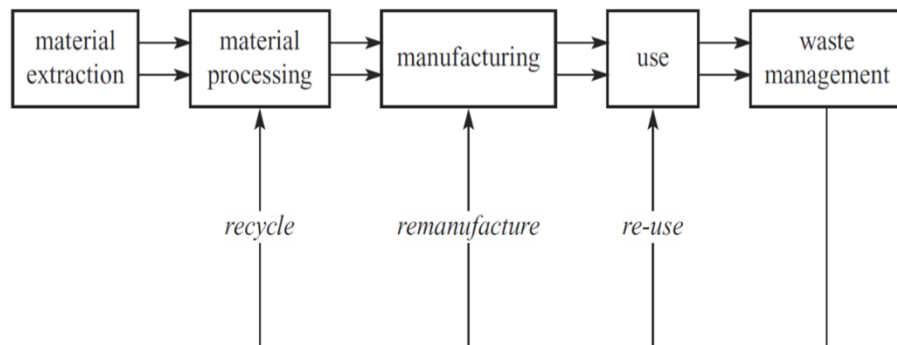 material
extraction
material
processing
manufacturing
use
waste
management
recycle
remanufacture
re-use